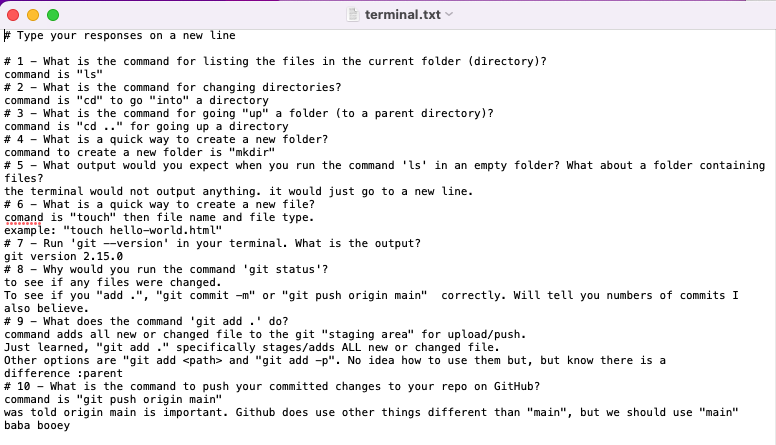 terminal.txt
# Type your responses on a new line
# 1 - What is the command for listing the files in the current folder (directory)?
command is "ls"
# 2 - What is the command for changing directories?
command is "cd" to go "into" a directory
# 3 - What is the command for going "up" a folder (to a parent directory)?
command is "cd .." for going up a directory
# 4 - What is a quick way to create a new folder?
command to create a new folder is "mkdir"
# 5 - What output would you expect when you run the command 'ls' in an empty folder? What about a folder containing
files?
the terminal would not output anything. it would just go to a new line.
# 6 - What is a quick way to create a new file?
comand is "touch" then file name and file type.
example: "touch hello-world.html"
# 7 - Run 'git --version' in your terminal. What is the output?
git version 2.15.0
# 8 - Why would you run the command 'git status'?
to see if any files were changed.
To see if you "add .", "git commit -m" or "git push origin main"  correctly. Will tell you numbers of commits I
also believe.
# 9 - What does the command 'git add .' do?
command adds all new or changed file to the git "staging area" for upload/push.
Just learned, "git add ." specifically stages/adds ALL new or changed file.
Other options are "git add <path> and "git add -p". No idea how to use them but, but know there is a
difference :parent
# 10 - What is the command to push your committed changes to your repo on GitHub?
command is "git push origin main"
was told origin main is important. Github does use other things different than "main", but we should use "main"
baba booey